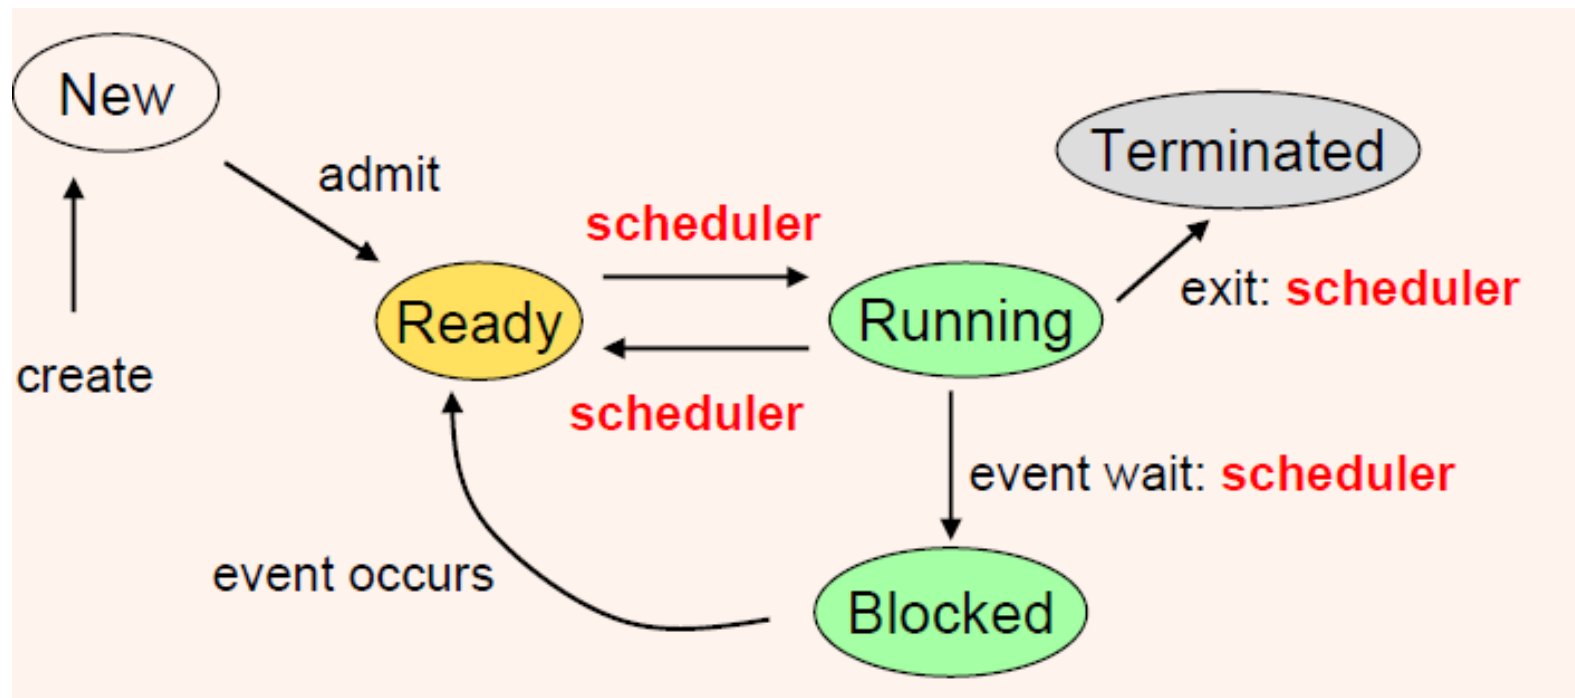 New
Terminated
admit
scheduler
exit: scheduler
Ready
Running
create
scheduler
event wait: scheduler
event occurs
Blocked